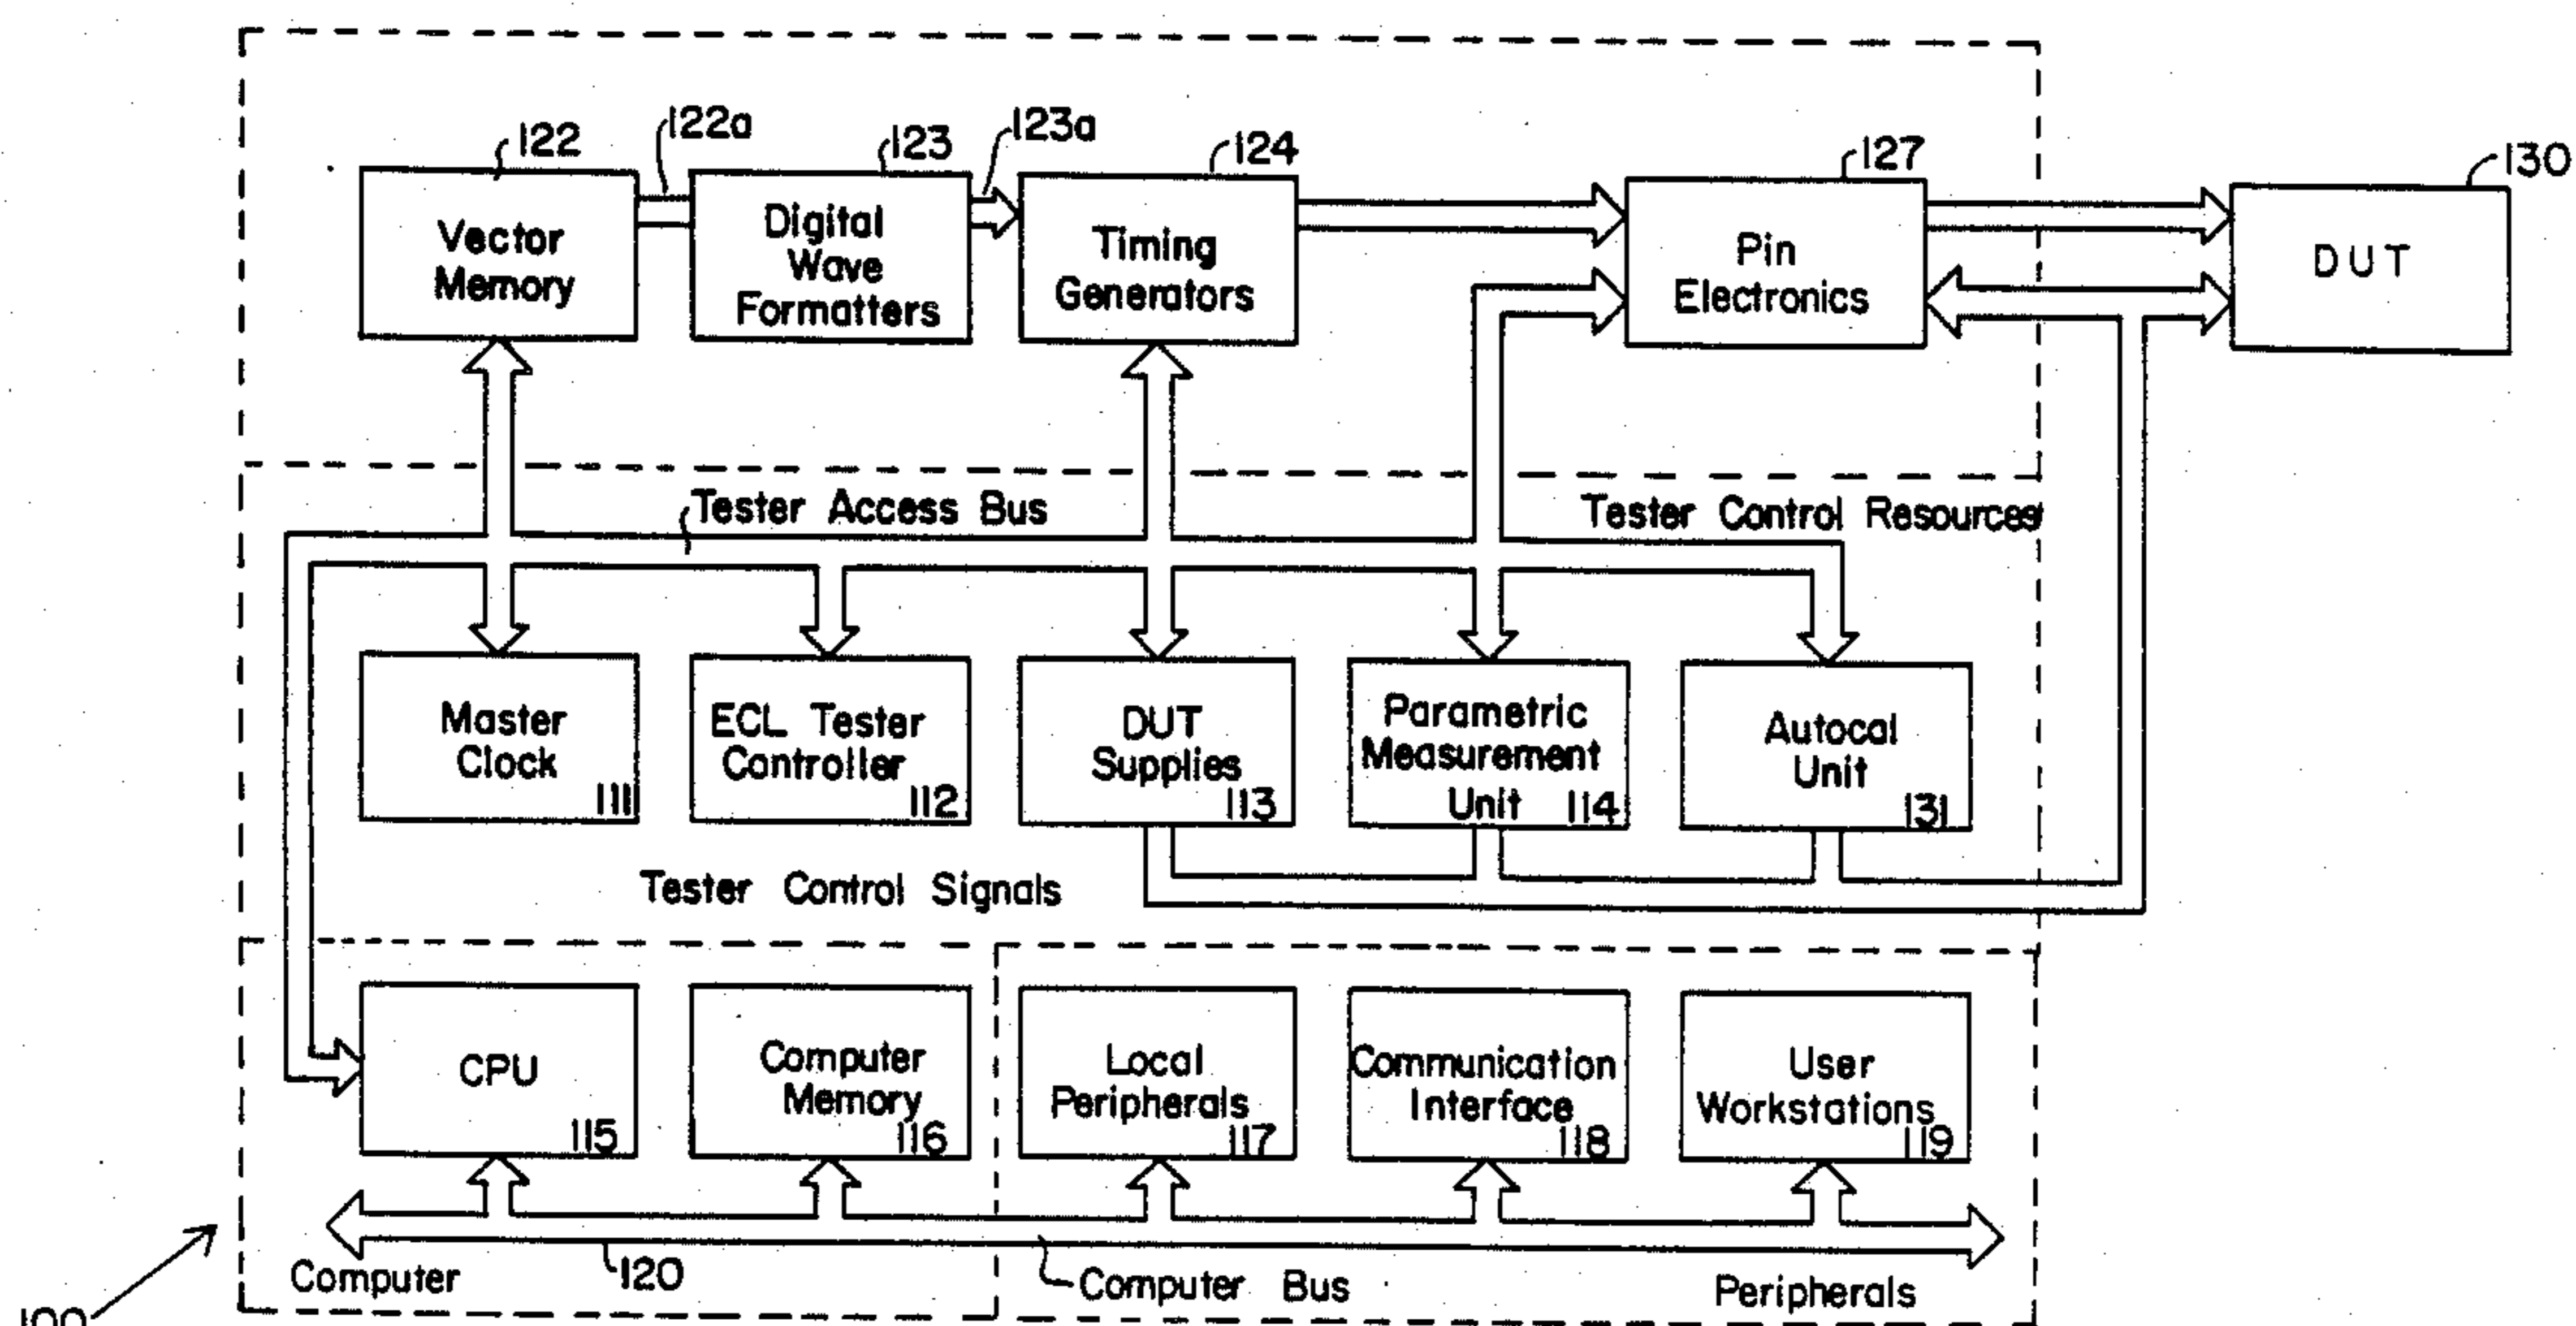 122
122a
123
123a
124
127
130
Vector
Memory
Digital
Wave
Formatters
Timing
Generators
Pin
Electronics
DUT
Tester Access Bus
Tester Control Resources
Master
Clock
111
ECL Tester
Controller
112
DUT
Supplies
113
Parametric
Measurement
Unit 114
Autocal
Unit
131
Tester Control Signals
CPU
115
Computer
Memory
116
Local
Peripherals
117
Communication
Interface
118
User
Workstations
119
Computer
120
Computer Bus
Peripherals
100